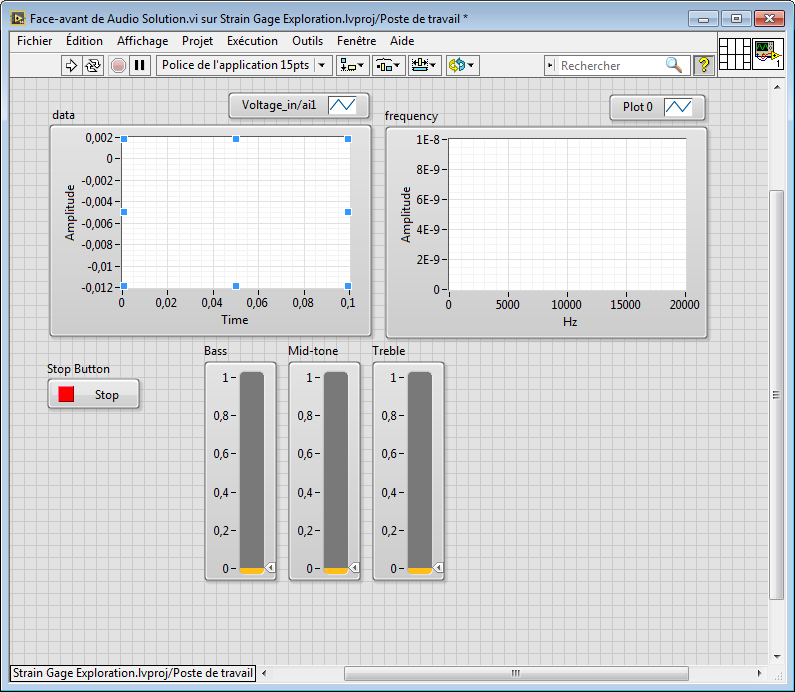 Face-avant de Audio Solution.vi sur Strain Gage Exploration.lvproj/Poste de travail *
Fichier Édition Affichage Projet Exécution Outils Fenêtre Aide
Police de l'application 15pts
Rechercher
?
1
data
Voltage_in/ai1
0,002
0
-0,002
-0,004
-0,006
-0,008
-0,01
-0,012
Amplitude
0 0,02 0,04 0,06 0,08 0,1
Time
frequency
Plot 0
1E-8
8E-9
6E-9
4E-9
2E-9
0
Amplitude
0 5000 10000 15000 20000
Hz
Stop Button
Stop
Bass
1
0,8
0,6
0,4
0,2
0
Mid-tone
1
0,8
0,6
0,4
0,2
0
Treble
1
0,8
0,6
0,4
0,2
0
Strain Gage Exploration.lvproj/Poste de travail